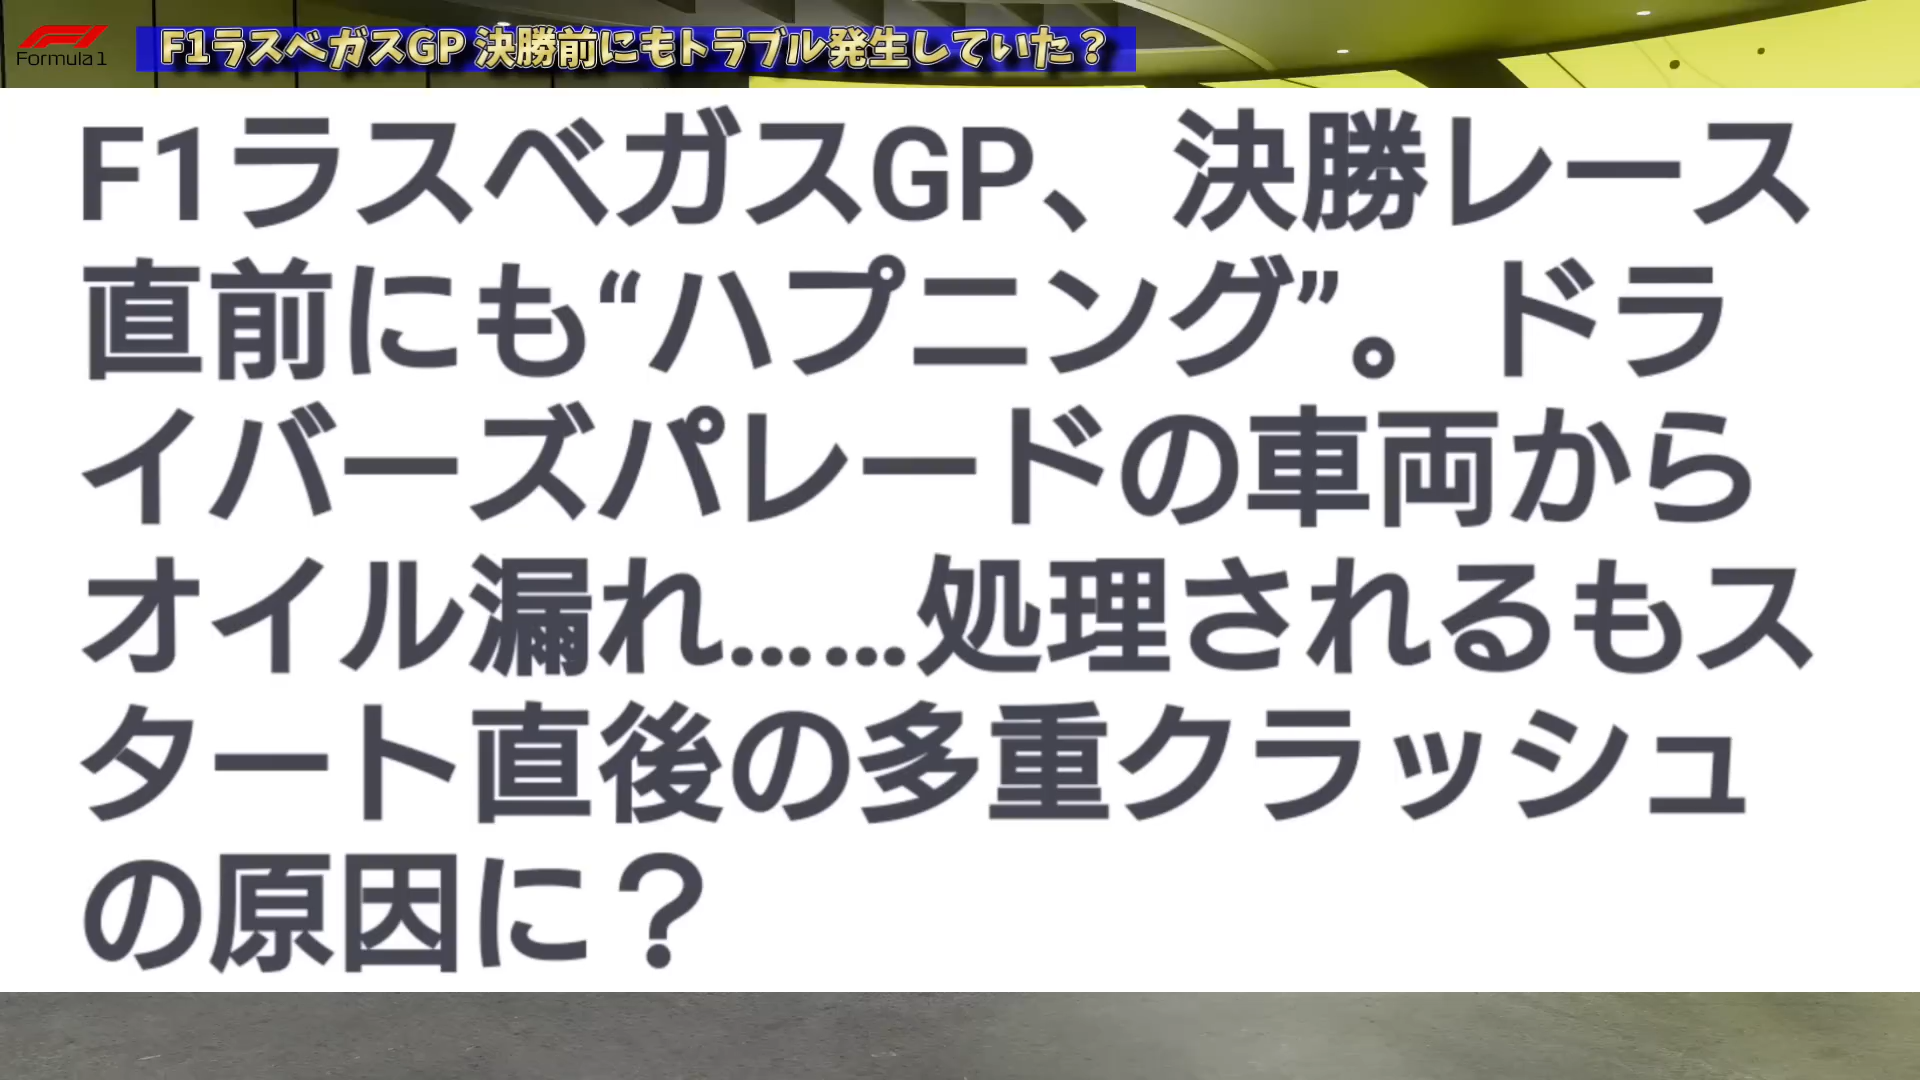 Formula 1
F1ラスベガスGP 決勝前にもトラブル発生していた？
F1ラスベガスGP、決勝レース
直前にも“ハプニング”。ドラ
イバーズパレードの車両から
オイル漏れ……処理されるもス
タート直後の多重クラッシュ
の原因に？